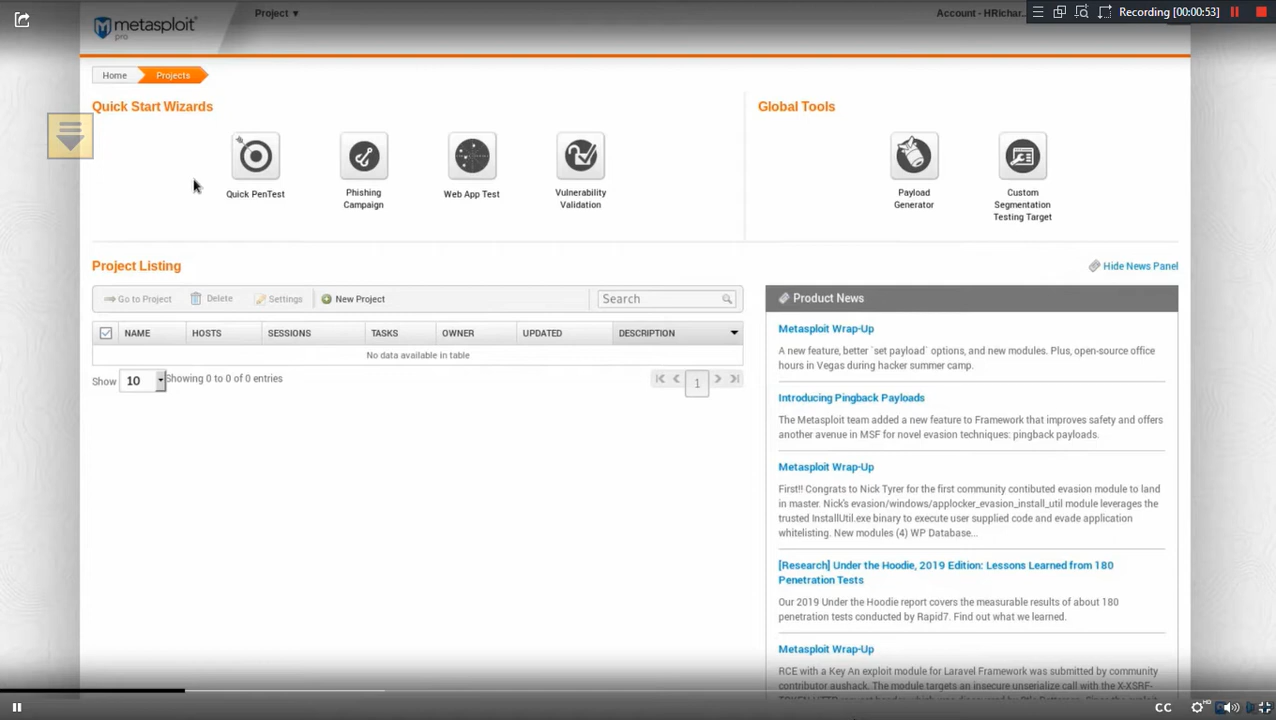 Project ▾
Account - HRichar...
Recording [00:00:53]
metasploit®
pro
Home
Projects
Quick Start Wizards
Global Tools
Quick PenTest
Phishing
Campaign
Web App Test
Vulnerability
Validation
Payload
Generator
Custom
Segmentation
Testing Target
Project Listing
Hide News Panel
Go to Project
Delete
Settings
New Project
Search
NAME HOSTS SESSIONS TASKS OWNER UPDATED DESCRIPTION
No data available in table
Show 10 Showing 0 to 0 of 0 entries
1
Product News
Metasploit Wrap-Up
A new feature, better `set payload` options, and new modules. Plus, open-source office
hours in Vegas during hacker summer camp.
Introducing Pingback Payloads
The Metasploit team added a new feature to Framework that improves safety and offers
another avenue in MSF for novel evasion techniques: pingback payloads.
Metasploit Wrap-Up
First!! Congrats to Nick Tyrer for the first community contibuted evasion module to land
in master. Nick's evasion/windows/applocker_evasion_install_util module leverages the
trusted InstallUtil.exe binary to execute user supplied code and evade application
whitelisting. New modules (4) WP Database...
[Research] Under the Hoodie, 2019 Edition: Lessons Learned from 180
Penetration Tests
Our 2019 Under the Hoodie report covers the measurable results of about 180
penetration tests conducted by Rapid7. Find out what we learned.
Metasploit Wrap-Up
RCE with a Key An exploit module for Laravel Framework was submitted by community
contributor aushack. The module targets an insecure unserialize call with the X-XSRF-
CC
HD